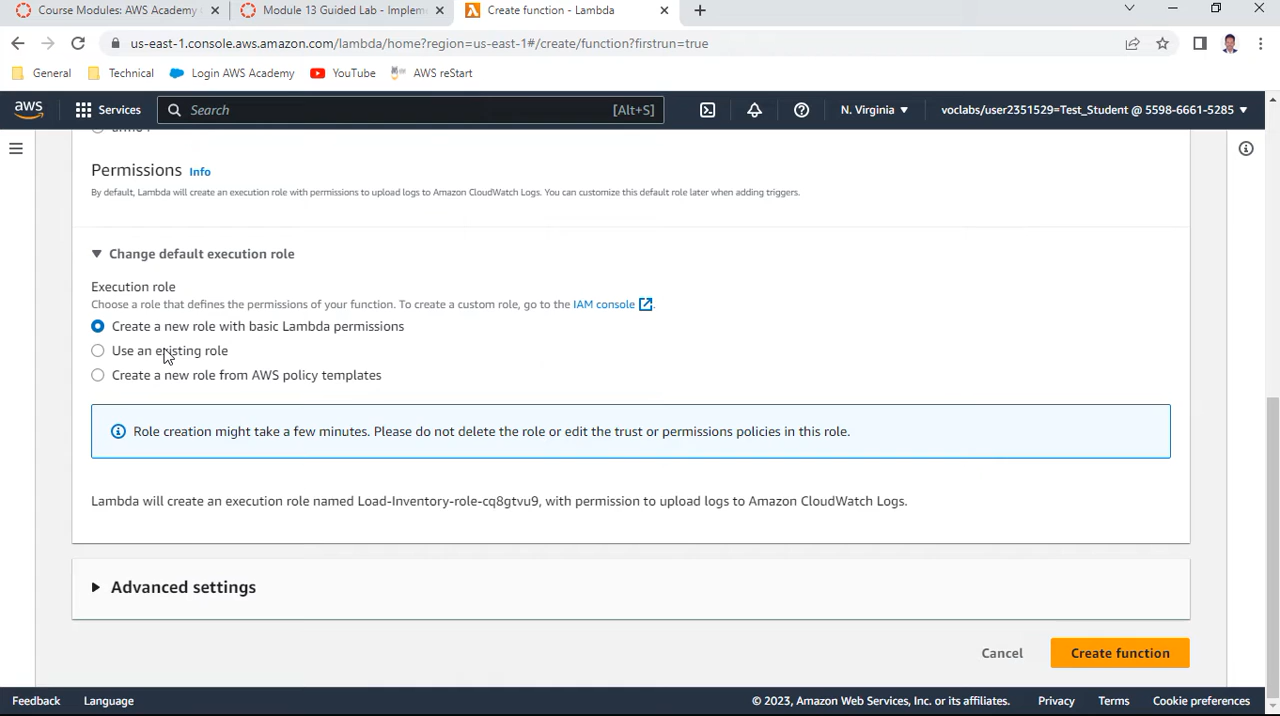 Course Modules: AWS Academy
Module 13 Guided Lab - Implem
Create function - Lambda
us-east-1.console.aws.amazon.com/lambda/home?region=us-east-1#/create/function?firstrun=true
General
Technical
Login AWS Academy
YouTube
AWS reStart
aws
Services
Search
[Alt+S]
N. Virginia
voclabs/user2351529=Test_Student @ 5598-6661-5285
Permissions Info
By default, Lambda will create an execution role with permissions to upload logs to Amazon CloudWatch Logs. You can customize this default role later when adding triggers.
Change default execution role
Execution role
Choose a role that defines the permissions of your function. To create a custom role, go to the IAM console.
Create a new role with basic Lambda permissions
Use an existing role
Create a new role from AWS policy templates
Role creation might take a few minutes. Please do not delete the role or edit the trust or permissions policies in this role.
Lambda will create an execution role named Load-Inventory-role-cq8gtvu9, with permission to upload logs to Amazon CloudWatch Logs.
Advanced settings
Cancel
Create function
Feedback
Language
© 2023, Amazon Web Services, Inc. or its affiliates.
Privacy
Terms
Cookie preferences